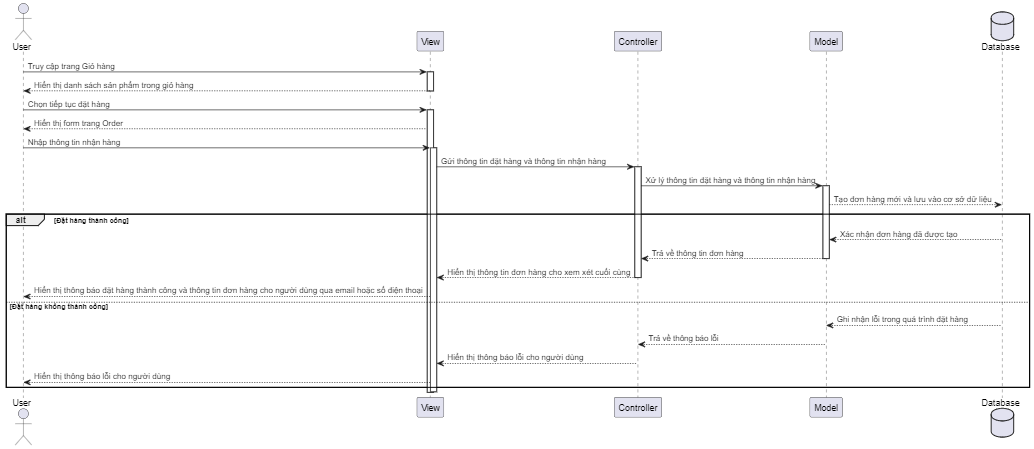 User
View
Controller
Model
Database
Truy cập trang Giỏ hàng
Hiển thị danh sách sản phẩm trong giỏ hàng
Chọn tiếp tục đặt hàng
Hiển thị form trang Order
Nhập thông tin nhận hàng
Gửi thông tin đặt hàng và thông tin nhận hàng
Xử lý thông tin đặt hàng và thông tin nhận hàng
Tạo đơn hàng mới và lưu vào cơ sở dữ liệu
alt
[Đặt hàng thành công]
Xác nhận đơn hàng đã được tạo
Trả về thông tin đơn hàng
Hiển thị thông tin đơn hàng cho xem xét cuối cùng
Hiển thị thông báo đặt hàng thành công và thông tin đơn hàng cho người dùng qua email hoặc số điện thoại
[Đặt hàng không thành công]
Ghi nhận lỗi trong quá trình đặt hàng
Trả về thông báo lỗi
Hiển thị thông báo lỗi cho người dùng
Hiển thị thông báo lỗi cho người dùng
User
View
Controller
Model
Database